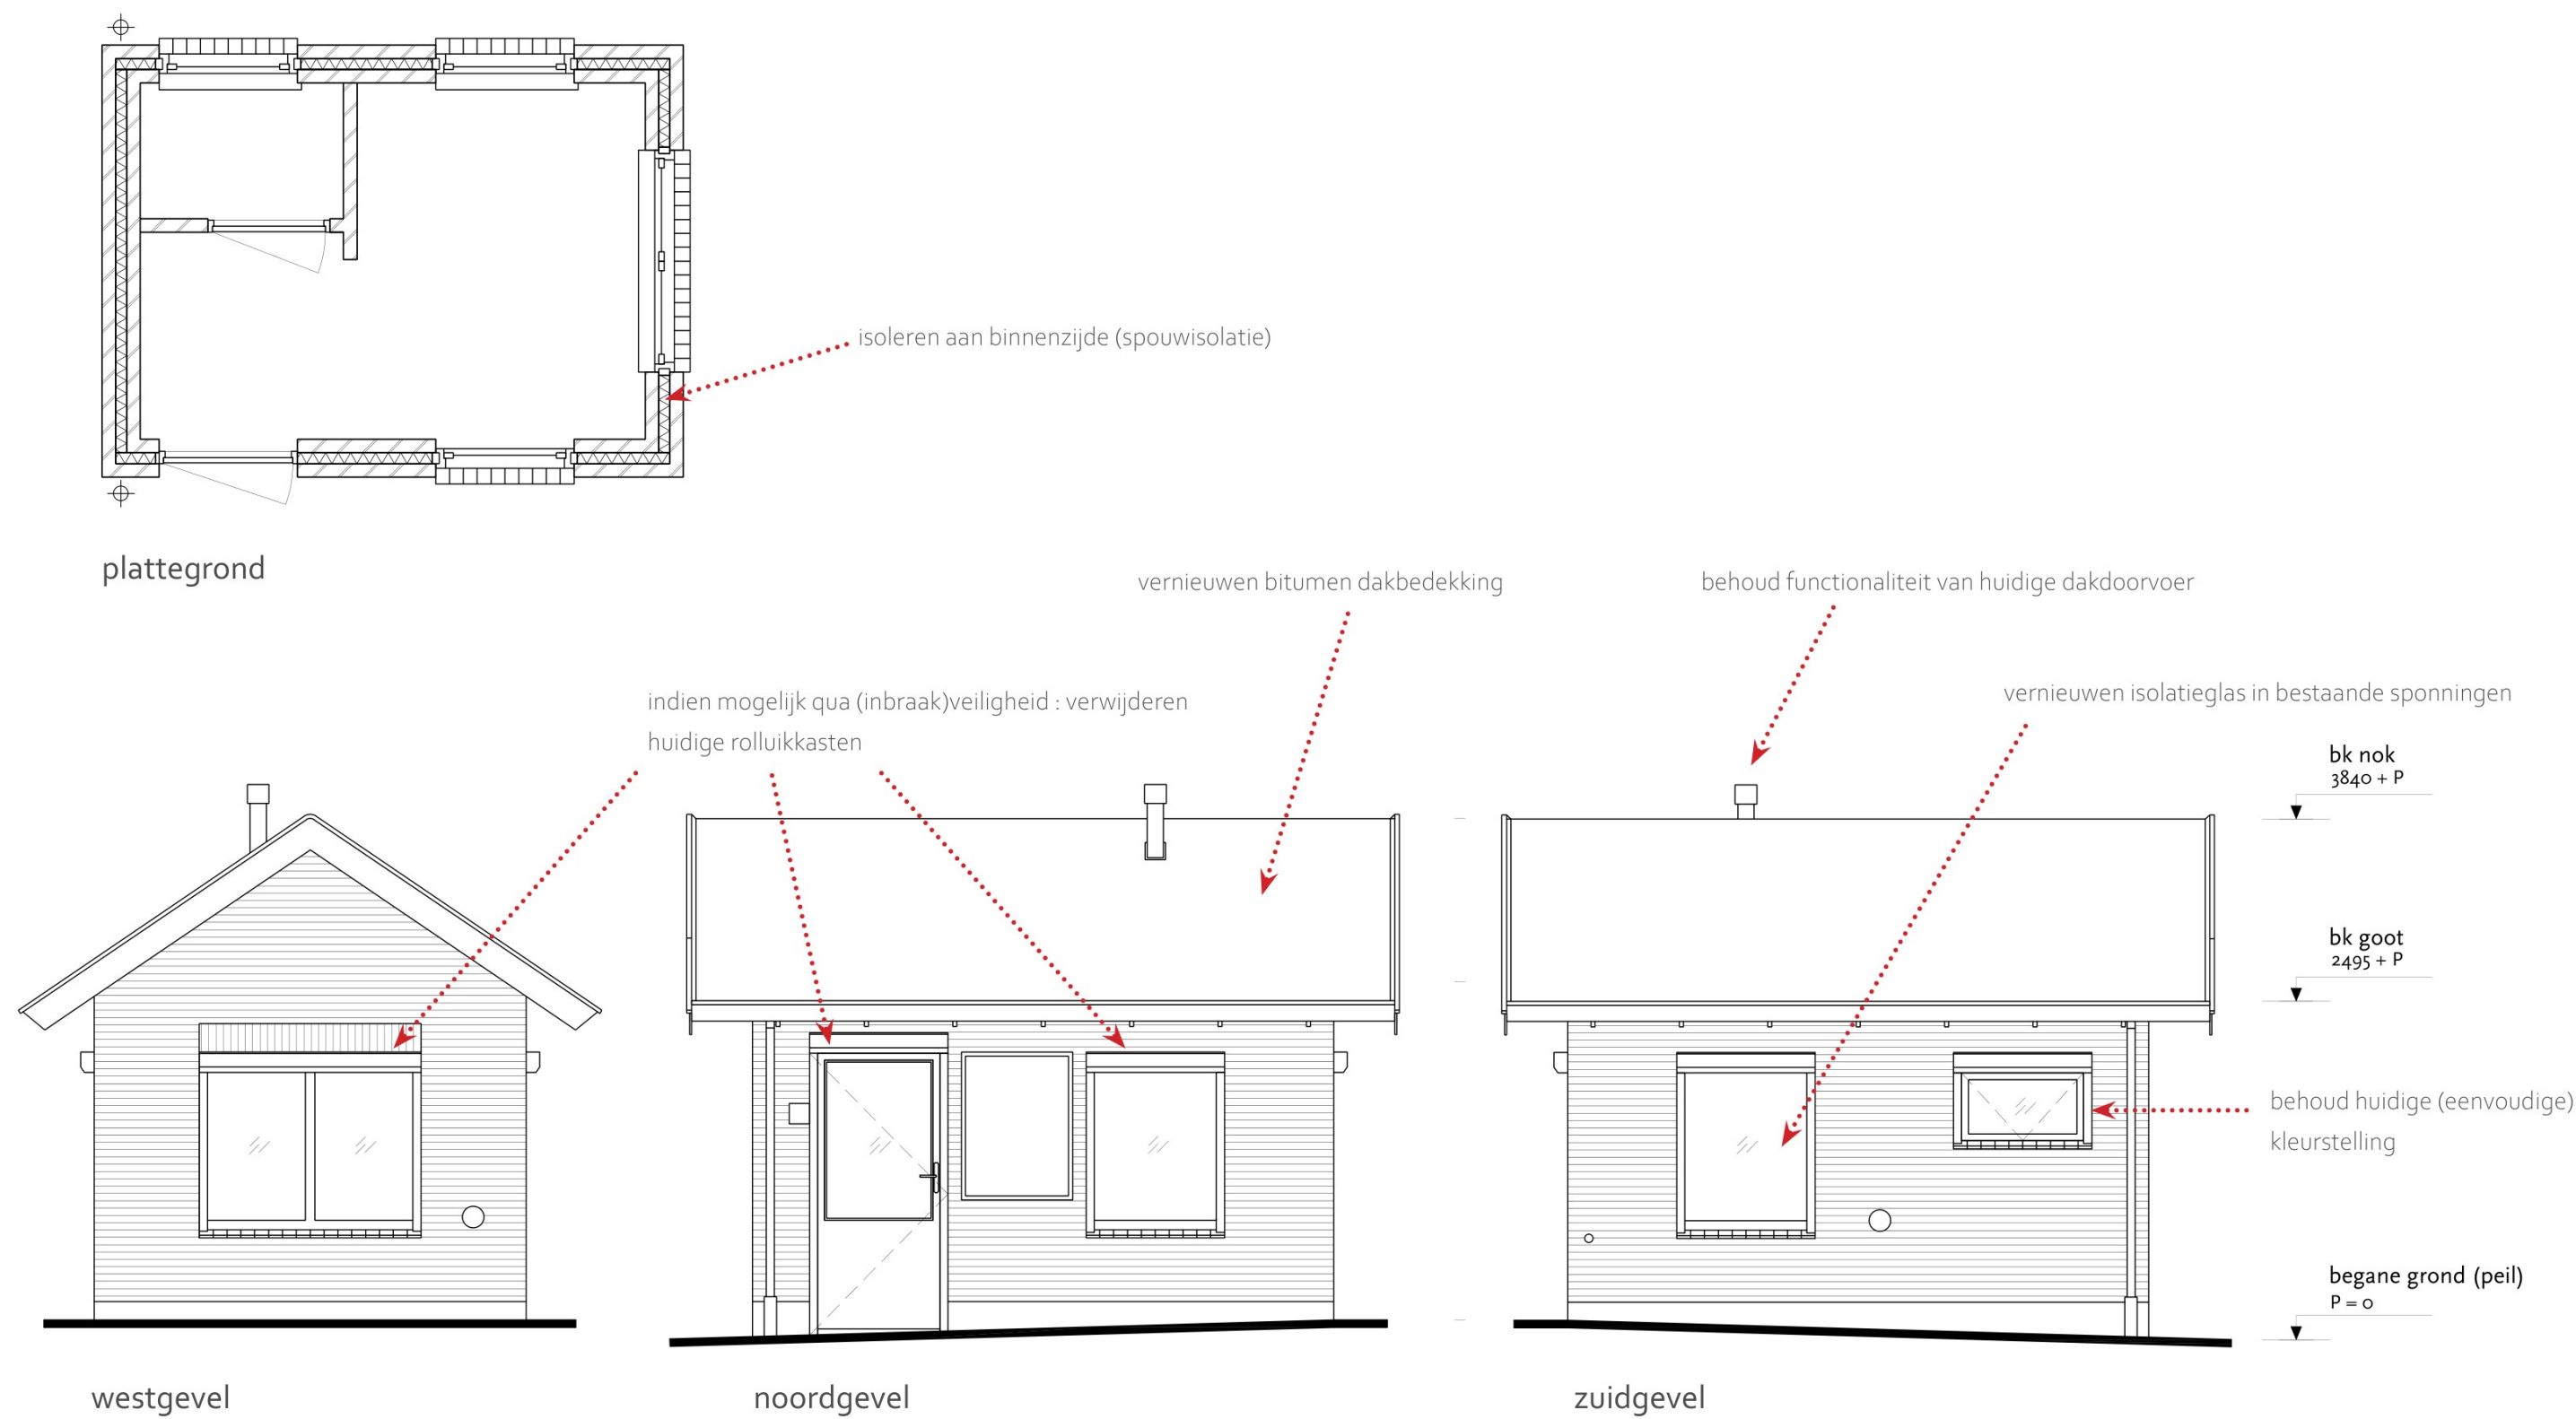 isoleren aan binnenzijde (spouwisolatie)
plattegrond
vernieuwen bitumen dakbedekking
behoud functionaliteit van huidige dakdoorvoer
indien mogelijk qua (inbraak)veiligheid : verwijderen
huidige rolluikkasten
vernieuwen isolatieglas in bestaande sponningen
bk nok
3840 + P
bk goot
2495 + P
behoud huidige (eenvoudige)
kleurstelling
begane grond (peil)
P = 0
westgevel
noordgevel
zuidgevel